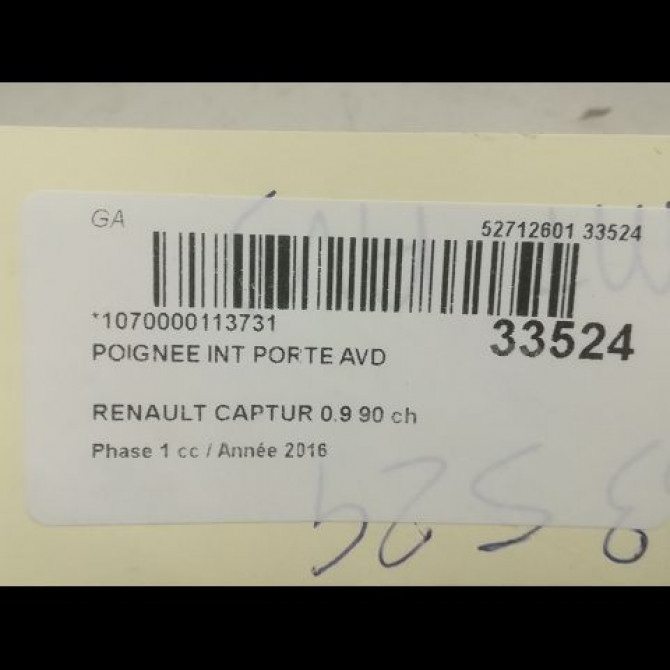 GA
52712601 33524
*1070000113731
33524
POIGNEE INT PORTE AVD
RENAULT CAPTUR 0.9 90 ch
Phase 1 cc / Année 2016